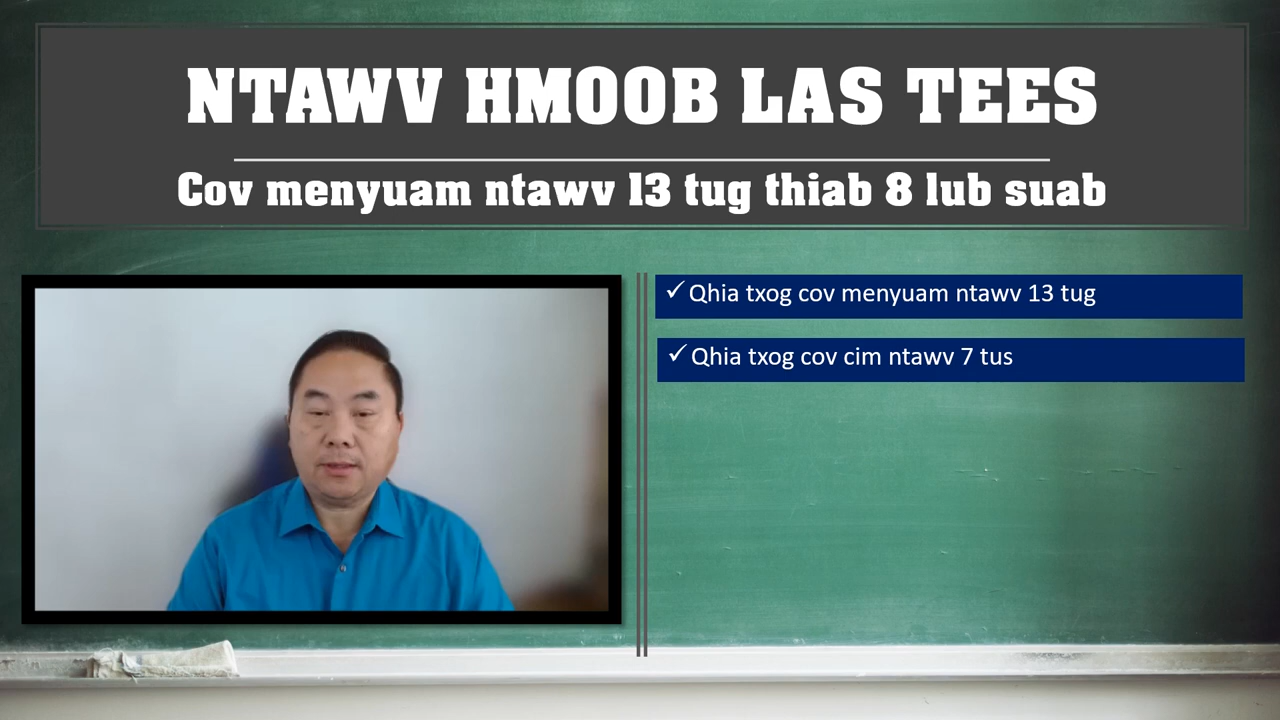 NTAWV HMOOB LAS TEES
Cov menyuam ntawv 13 tug thiab 8 lub suab
✓ Qhia txog cov menyuam ntawv 13 tug
✓ Qhia txog cov cim ntawv 7 tus